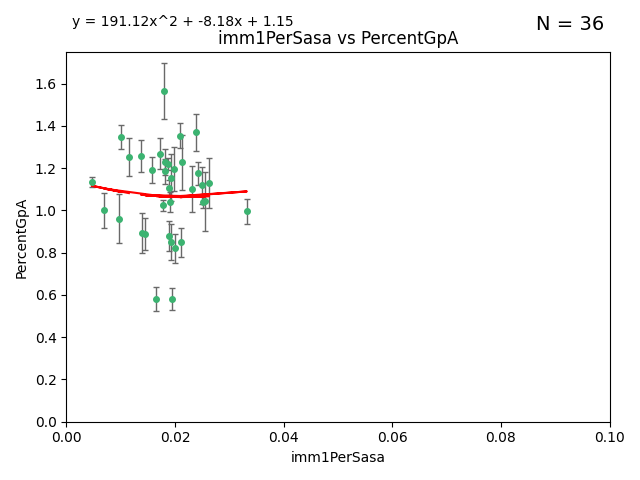 y = 191.12x^2 + -8.18x + 1.15
N = 36
imm1PerSasa vs PercentGpA
1.6
1.4
1.2
1.0
0.8
0.6
0.4
0.2
0.0
PercentGpA
0.00 0.02 0.04 0.06 0.08 0.10
imm1PerSasa